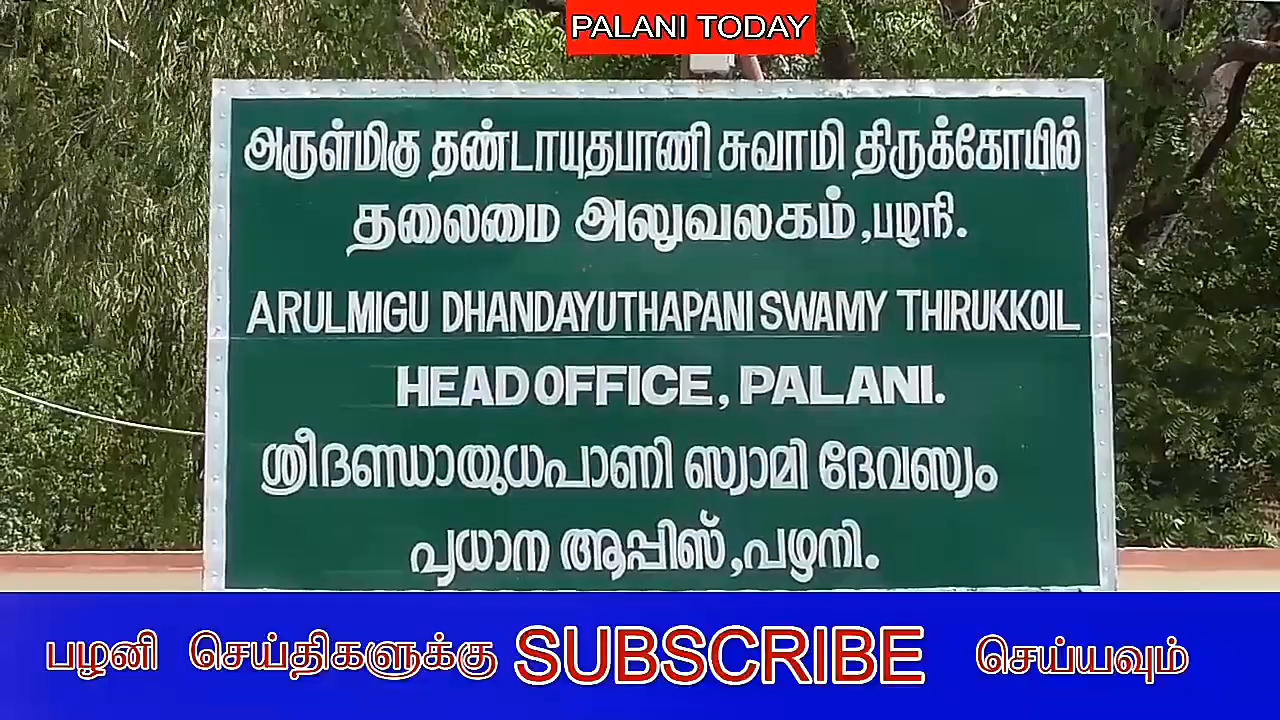 PALANI TODAY
அருள்மிகு தண்டாயுதபாணி சுவாமி திருக்கோயில்
தலைமை அலுவலகம்,பழனி.
ARULMIGU DHANDAYUTHAPANI SWAMY THIRUKKOIL
HEAD OFFICE, PALANI.
ശ്രീദണ്ഡായുധപാണി സ്വാമി ദേവസ്വം
പ്രധാന ആപ്പിസ്,പഴനി.
பழனி செய்திகளுக்கு SUBSCRIBE செய்யவும்